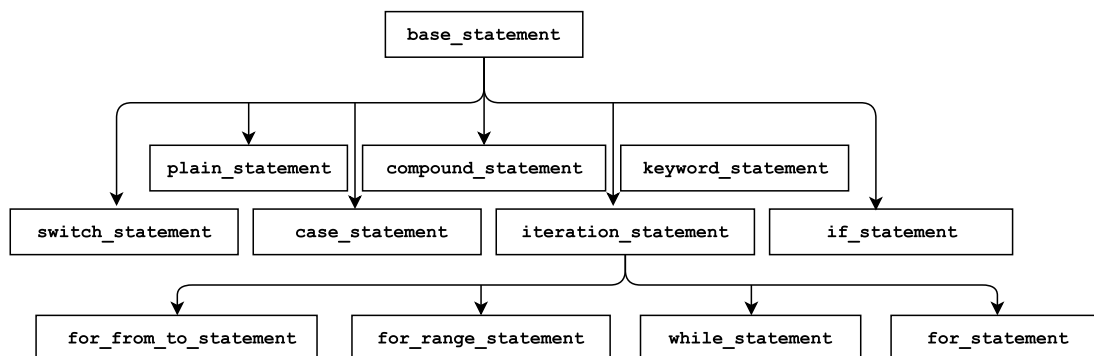 base_statement
plain_statement
compound_statement
keyword_statement
switch_statement
case_statement
iteration_statement
if_statement
for_from_to_statement
for_range_statement
while_statement
for_statement